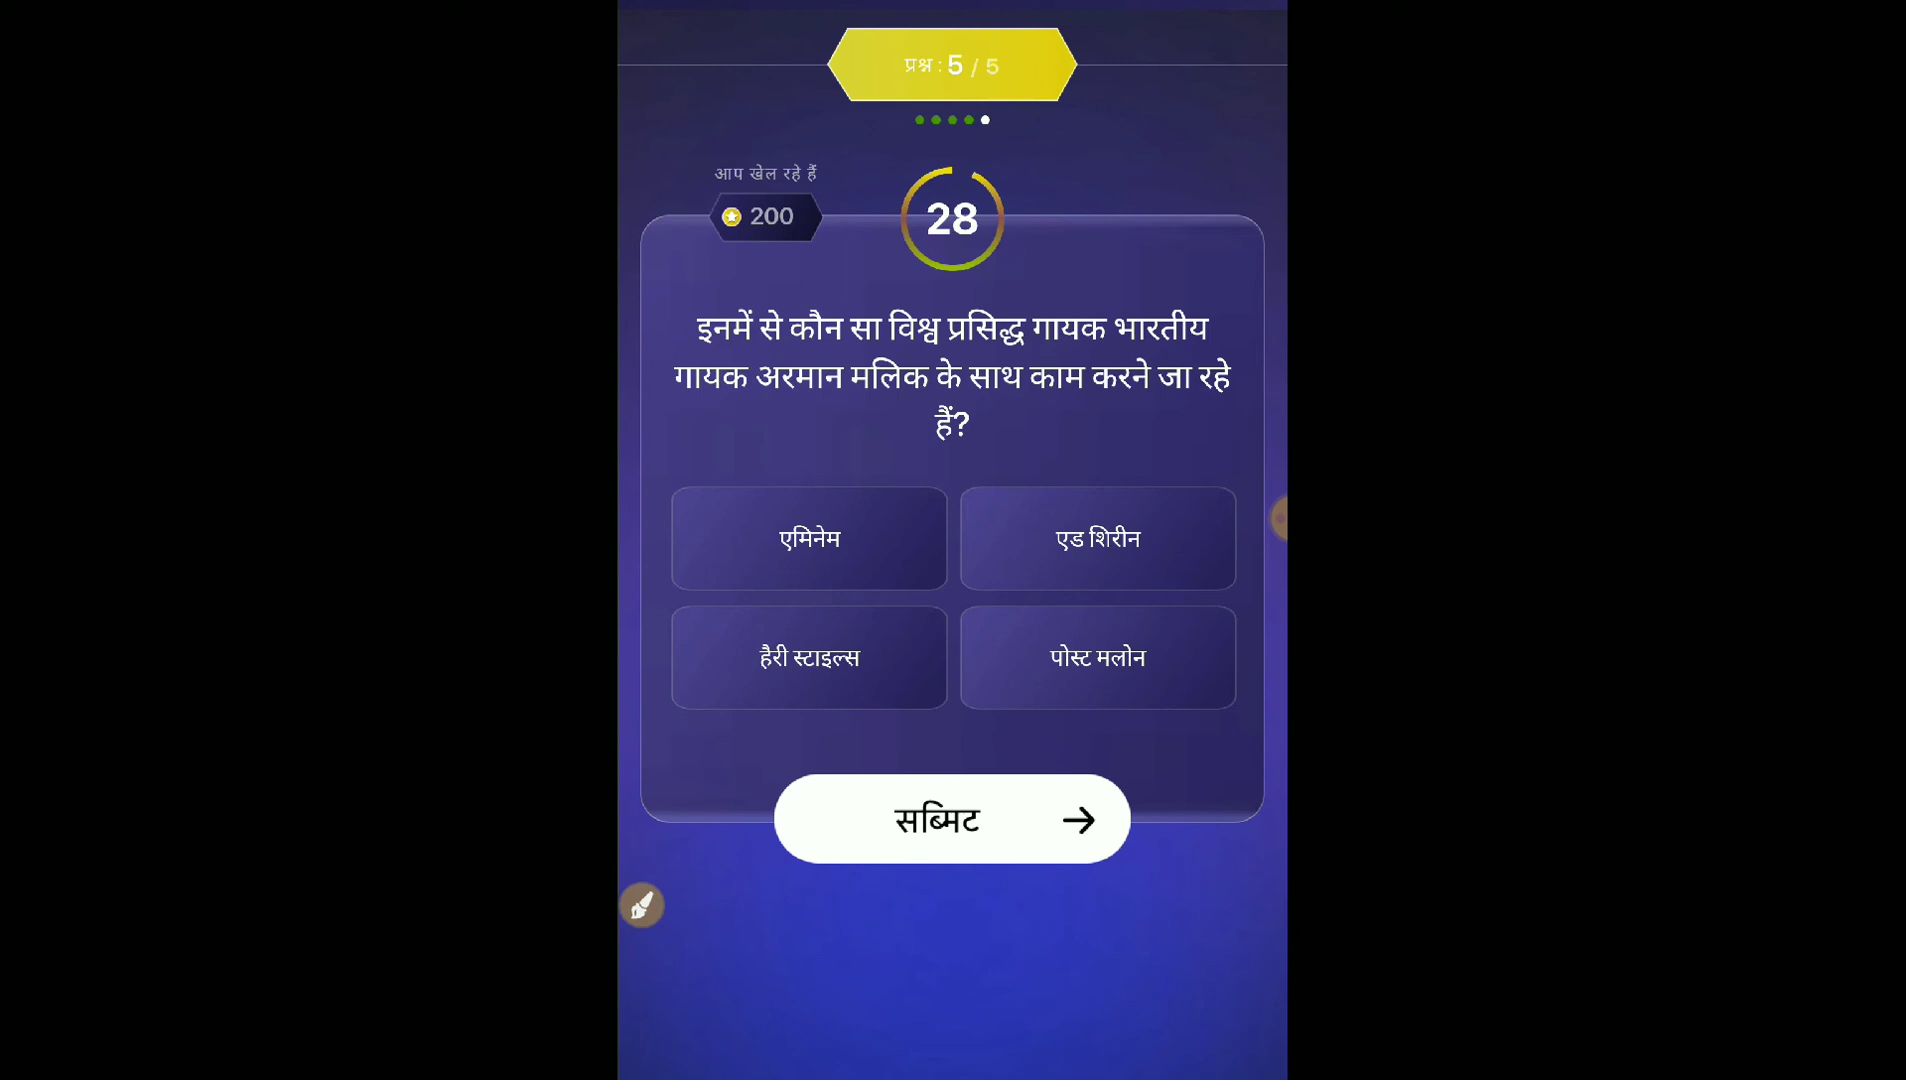 प्रश्न : 5 / 5
आप खेल रहे हैं
200
28
इनमें से कौन सा विश्व प्रसिद्ध गायक भारतीय
गायक अरमान मलिक के साथ काम करने जा रहे
हैं?
एमिनेम
एड शिरीन
हैरी स्टाइल्स
पोस्ट मलोन
सब्मिट